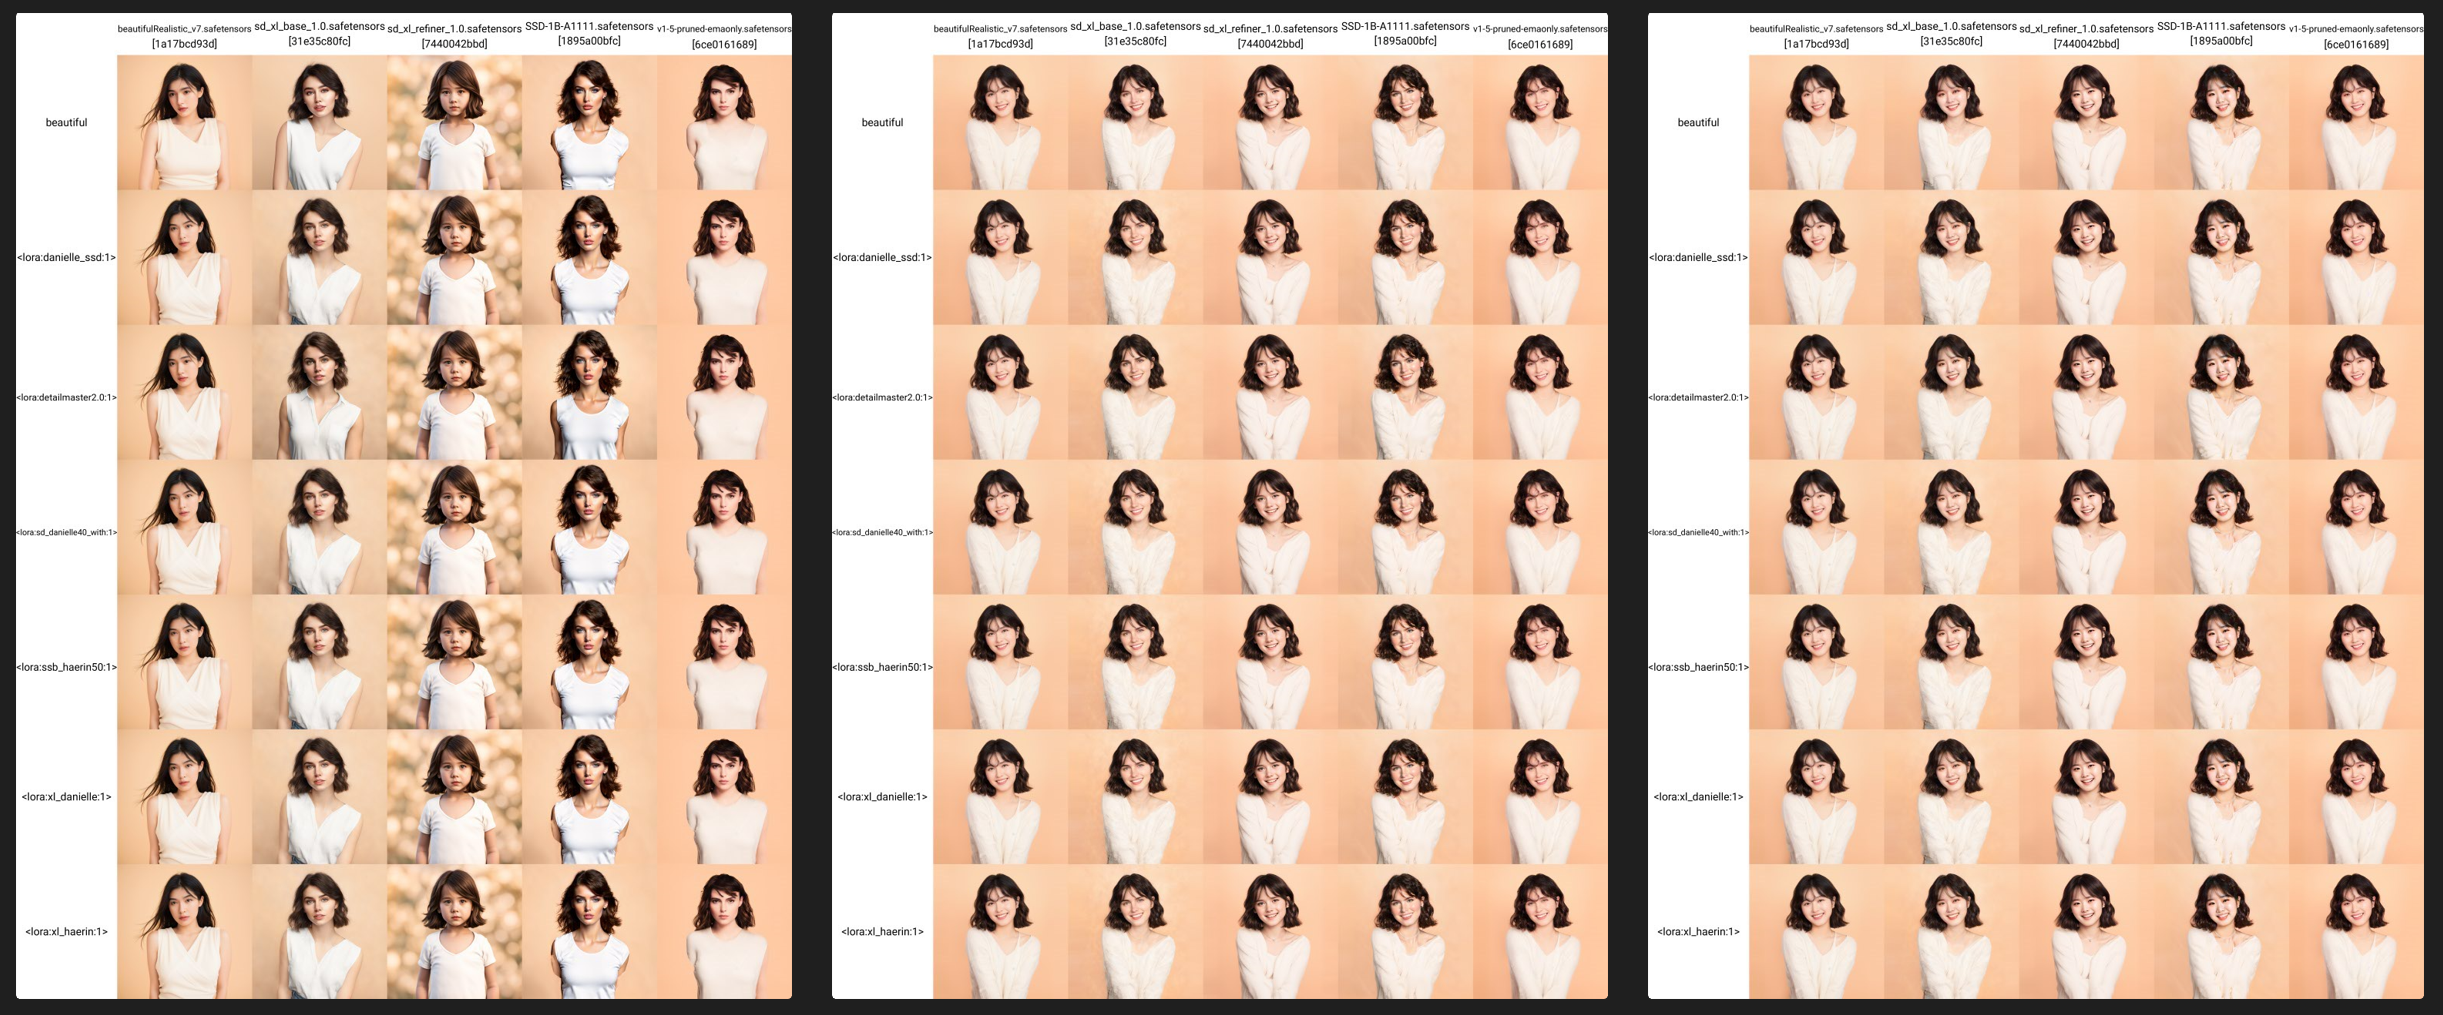 beautifulRealistic_v7.safetensors sd_xl_base_1.0.safetensors sd_xl_refiner_1.0.safetensors SSD-1B-A1111.safetensors v1-5-pruned-emaonly.safetensors
[1a17bcd93d] [31e35c80fc] [7440042bbd] [1895a00bfc] [6ce0161689]
beautiful
<lora:danielle_ssd:1>
<lora:detailmaster2.0:1>
<lora:sd_danielle40_with:1>
<lora:ssb_haerin50:1>
<lora:xl_danielle:1>
<lora:xl_haerin:1>
beautifulRealistic_v7.safetensors sd_xl_base_1.0.safetensors sd_xl_refiner_1.0.safetensors SSD-1B-A1111.safetensors v1-5-pruned-emaonly.safetensors
[1a17bcd93d] [31e35c80fc] [7440042bbd] [1895a00bfc] [6ce0161689]
beautiful
<lora:danielle_ssd:1>
<lora:detailmaster2.0:1>
<lora:sd_danielle40_with:1>
<lora:ssb_haerin50:1>
<lora:xl_danielle:1>
<lora:xl_haerin:1>
beautifulRealistic_v7.safetensors sd_xl_base_1.0.safetensors sd_xl_refiner_1.0.safetensors SSD-1B-A1111.safetensors v1-5-pruned-emaonly.safetensors
[1a17bcd93d] [31e35c80fc] [7440042bbd] [1895a00bfc] [6ce0161689]
beautiful
<lora:danielle_ssd:1>
<lora:detailmaster2.0:1>
<lora:sd_danielle40_with:1>
<lora:ssb_haerin50:1>
<lora:xl_danielle:1>
<lora:xl_haerin:1>